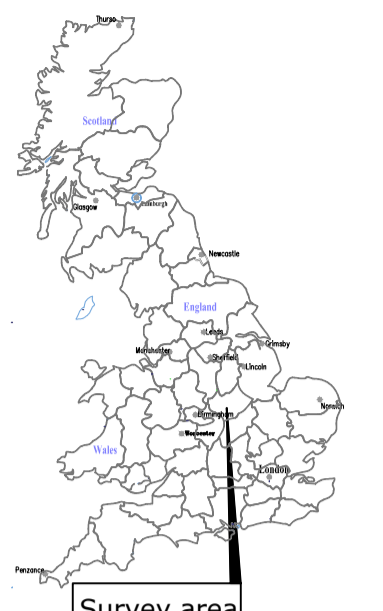 Thurso
Scotland
Edinburgh
Glasgow
Newcastle
England
Leeds
Grimsby
Manchester
Sheffield
Lincoln
Norwich
Birmingham
Worcester
Wales
London
Penzance
Survey area